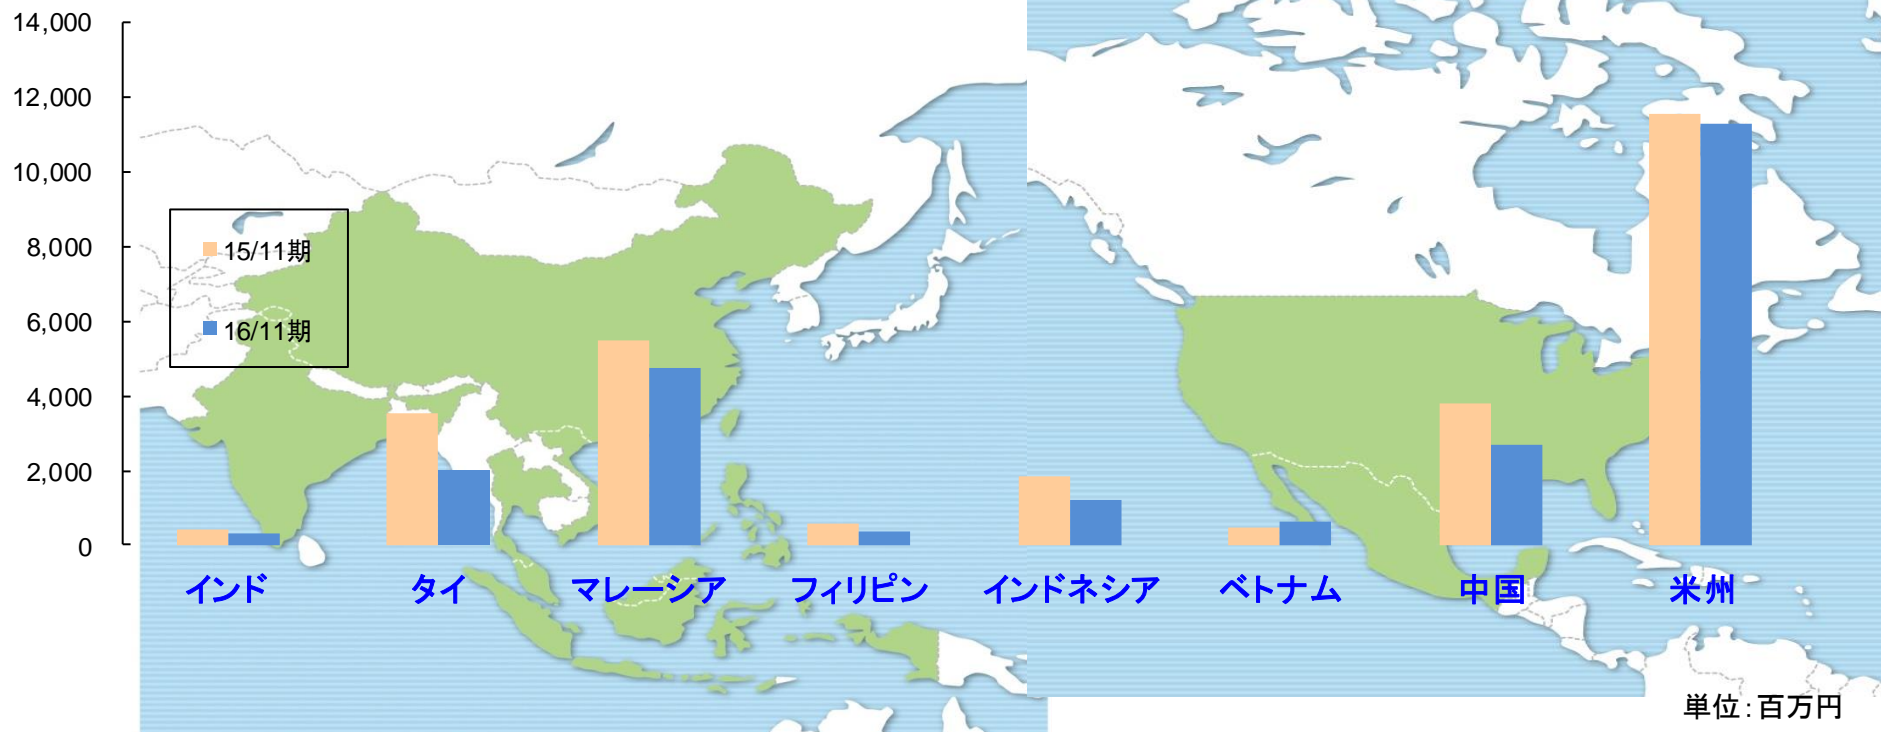 14,000
12,000
10,000
8,000
6,000
4,000
2,000
0
15/11期
16/11期
インド タイ マレーシア フィリピン インドネシア ベトナム 中国 米州
単位：百万円